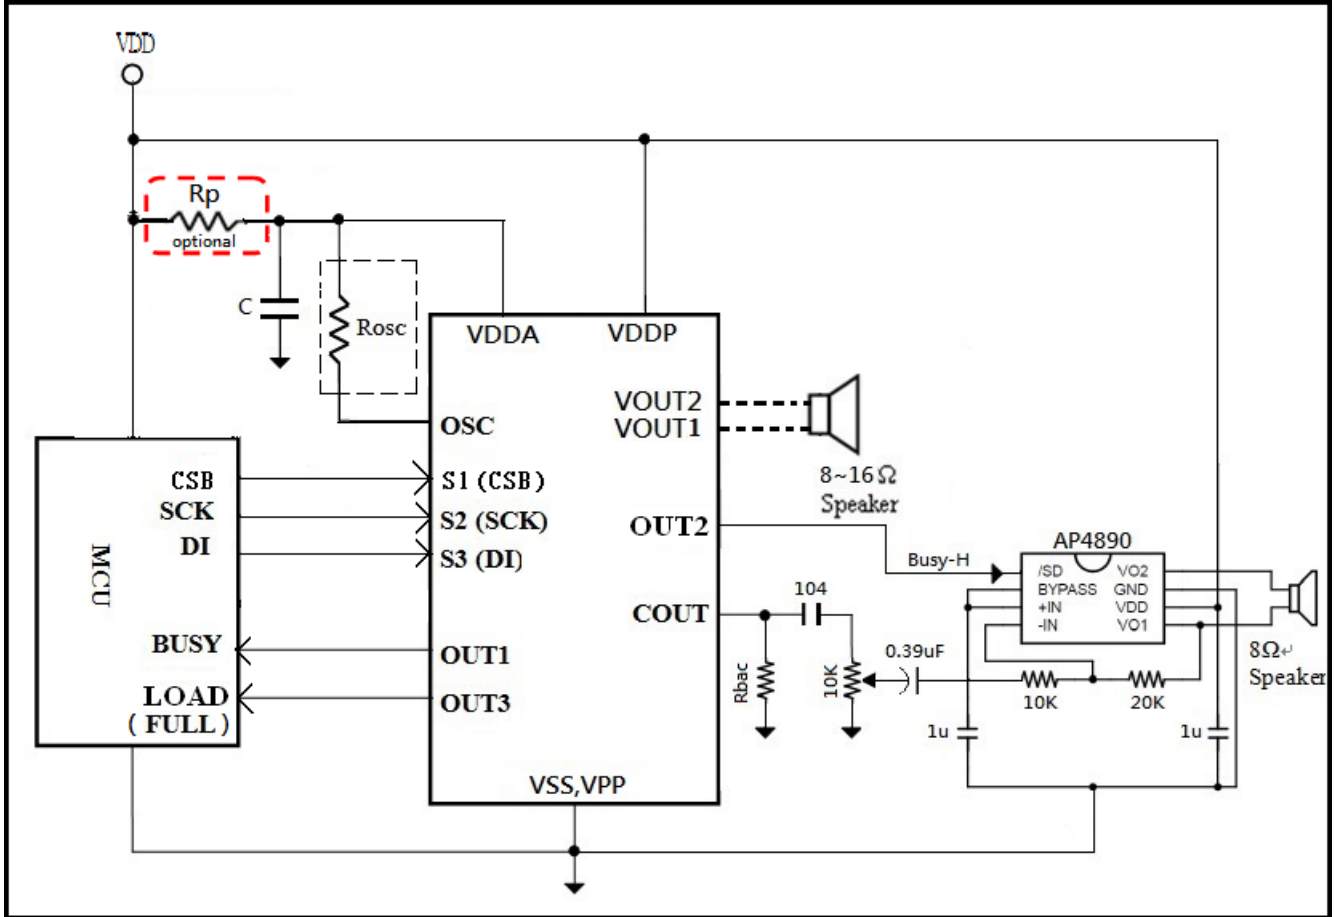 VDD
Rp
optional
C
Rosc
VDDA
VDDP
OSC
VOUT2
VOUT1
8~16Ω
Speaker
CSB
SCK
DI
MCU
BUSY
LOAD
(FULL)
S1 (CSB)
S2 (SCK)
S3 (DI)
OUT1
OUT3
OUT2
COUT
VSS,VPP
Busy-H
104
Rbac
10K
0.39uF
AP4890
/SD
BYPASS
+IN
-IN
VO2
GND
VDD
VO1
8Ω↵
Speaker
10K
20K
1u
1u